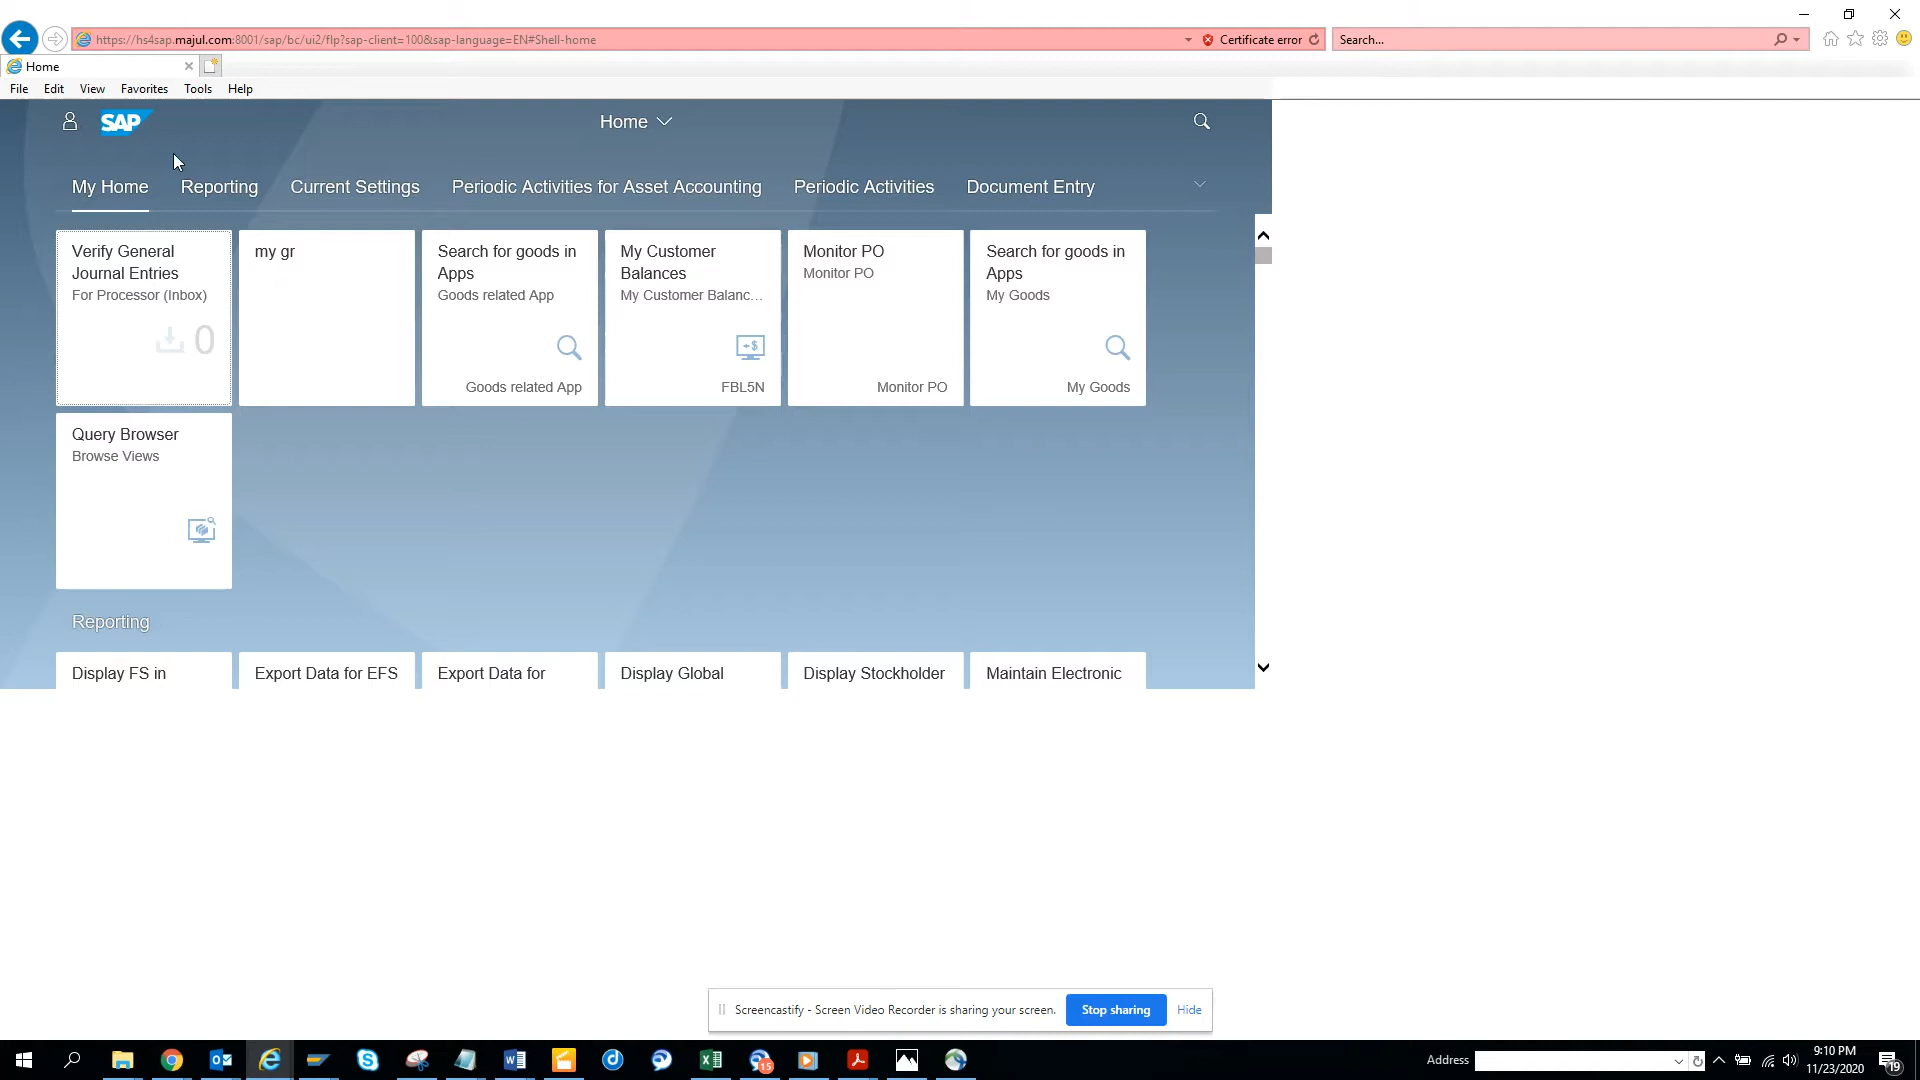 https://hs4sap.majul.com:8001/sap/bc/ui2/flp?sap-client=100&sap-language=EN#Shell-home
Certificate error
Search...
Home
File Edit View Favorites Tools Help
SAP
Home
My Home Reporting Current Settings Periodic Activities for Asset Accounting Periodic Activities Document Entry
Verify General
Journal Entries
For Processor (Inbox)
0
my gr
Search for goods in
Apps
Goods related App
Goods related App
My Customer
Balances
My Customer Balanc...
FBL5N
Monitor PO
Monitor PO
Monitor PO
Search for goods in
Apps
My Goods
My Goods
Query Browser
Browse Views
Reporting
Display FS in
Export Data for EFS
Export Data for
Display Global
Display Stockholder
Maintain Electronic
Screencastify - Screen Video Recorder is sharing your screen.
Stop sharing
Hide
15
Address
9:10 PM
11/23/2020
19